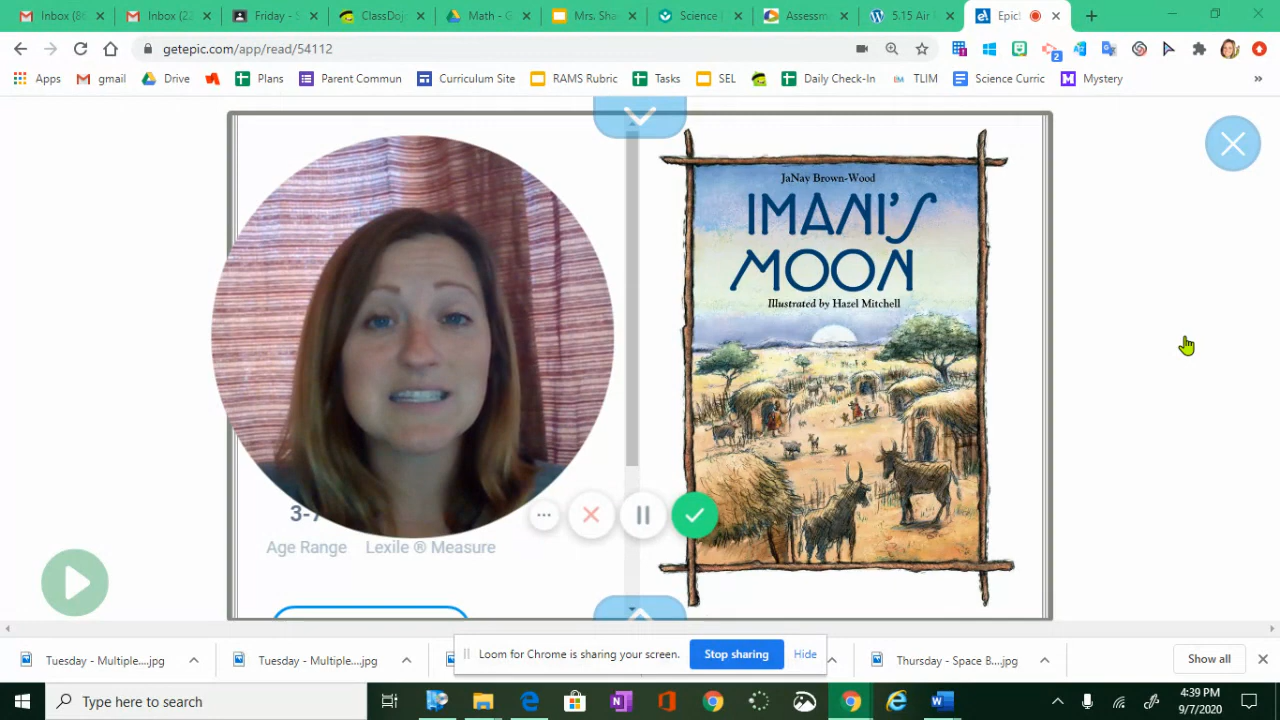 Inbox (86
Inbox (22
Friday - S
ClassDojo
Math - G
Mrs. Sha
Science
Assessm
5.15 Air
Epic
getepic.com/app/read/54112
2
Apps
gmail
Drive
Plans
Parent Commun
Curriculum Site
RAMS Rubric
Tasks
SEL
Daily Check-In
TLIM
Science Curric
Mystery
»
JaNay Brown-Wood
IMANI'S
MOON
Illustrated by Hazel Mitchell
3-7
Age Range
Lexile ® Measure
Tuesday - Multiple....jpg
Tuesday - Multiple....jpg
Loom for Chrome is sharing your screen.
Stop sharing
Hide
Thursday - Space B....jpg
Show all
Type here to search
4:39 PM
9/7/2020